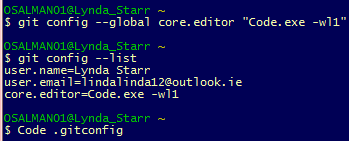 OSALMAN01@Lynda_Starr ~
$ git config --global core.editor "Code.exe -wl1"
OSALMAN01@Lynda_Starr ~
$ git config --list
user.name=Lynda Starr
user.email=lindalinda12@outlook.ie
core.editor=Code.exe -wl1
OSALMAN01@Lynda_Starr ~
$ Code .gitconfig